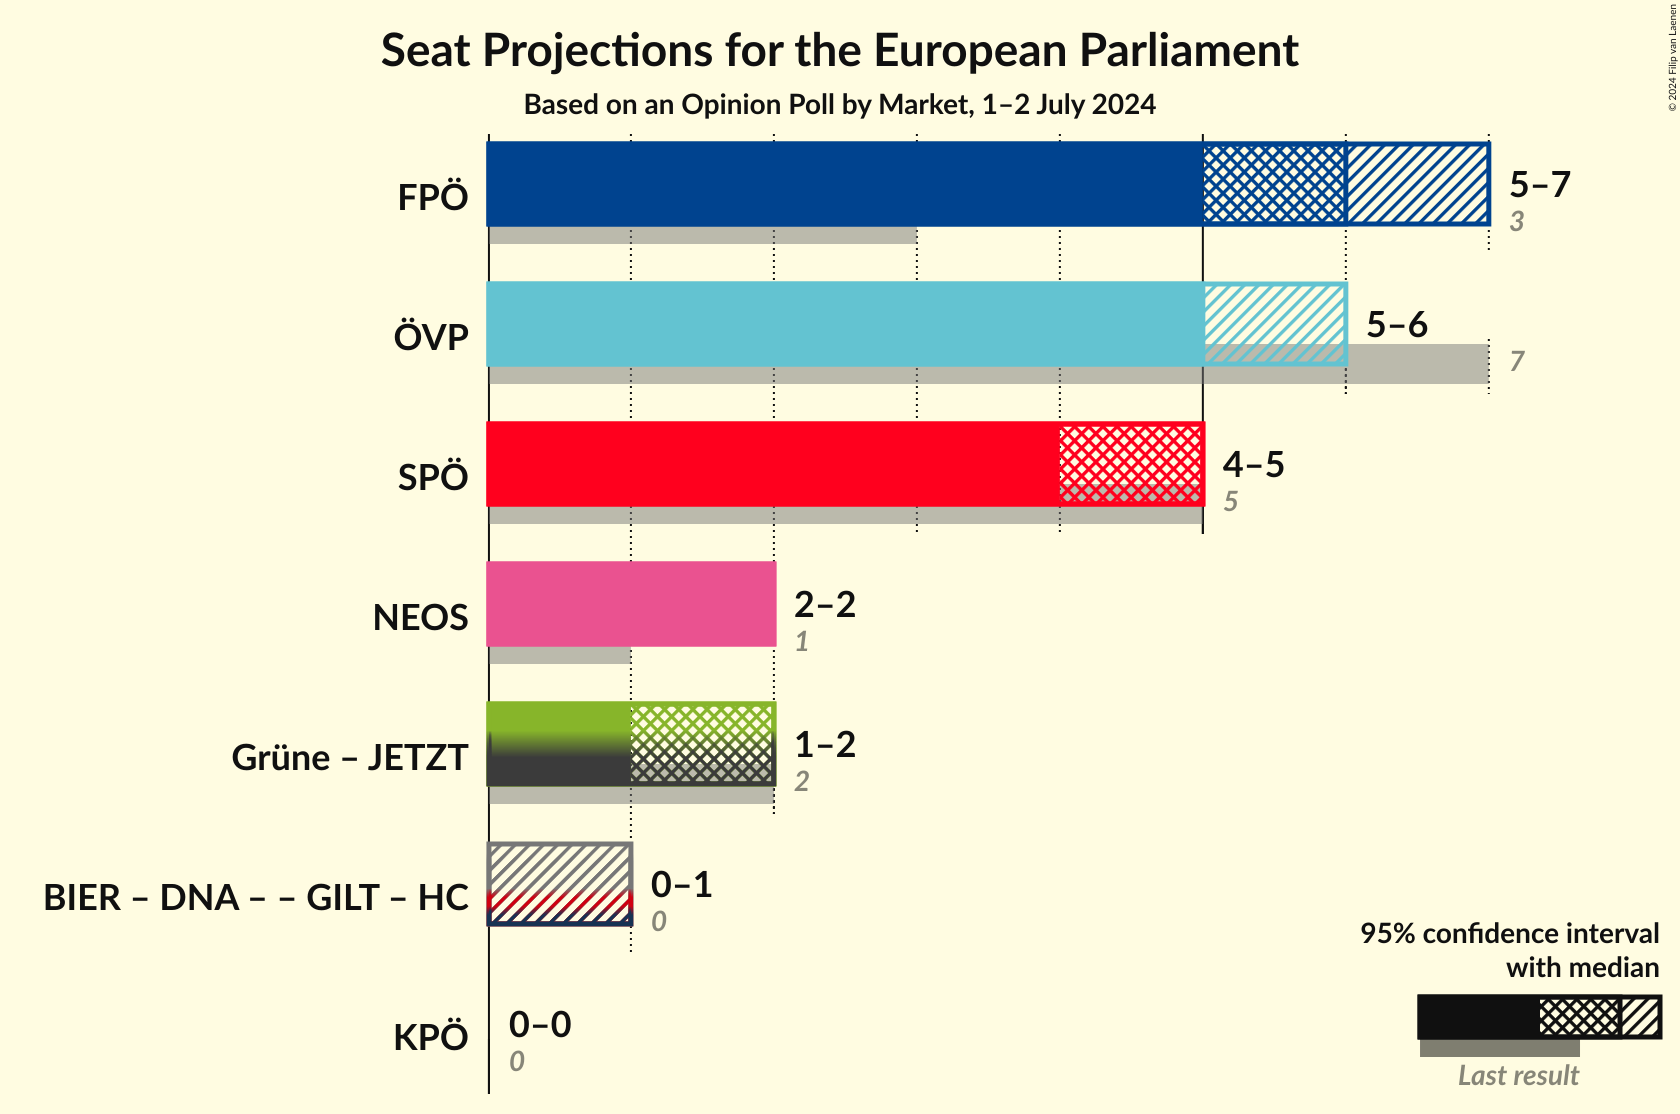 Seat Projections for the European Parliament
Based on an Opinion Poll by Market, 1–2 July 2024
© 2024 Filip van Laenen
FPÖ
5–7
3
ÖVP
5–6
7
SPÖ
4–5
5
NEOS
2–2
1
Grüne – JETZT
1–2
2
BIER – DNA – – GILT – HC
0–1
0
KPÖ
0–0
0
95% confidence interval
with median
Last result